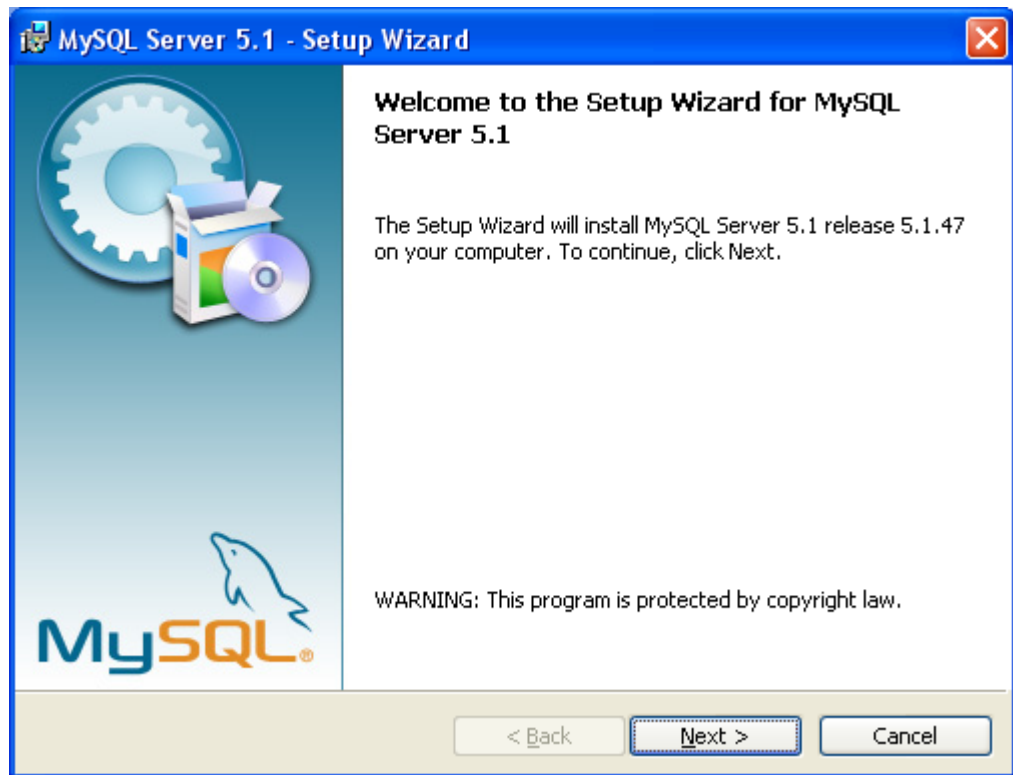 MySQL Server 5.1 - Setup Wizard
Welcome to the Setup Wizard for MySQL
Server 5.1
The Setup Wizard will install MySQL Server 5.1 release 5.1.47
on your computer. To continue, click Next.
WARNING: This program is protected by copyright law.
MySQL®
< Back
Next >
Cancel